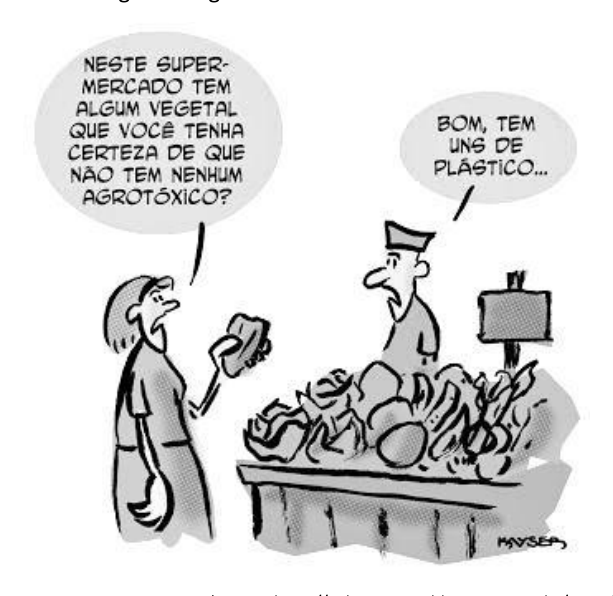 NESTE SUPER-
MERCADO TEM
ALGUM VEGETAL
QUE VOCÊ TENHA
CERTEZA DE QUE
NÃO TEM NENHUM
AGROTÓXICO?
BOM, TEM
UNS DE
PLÁSTICO...
KAYSER